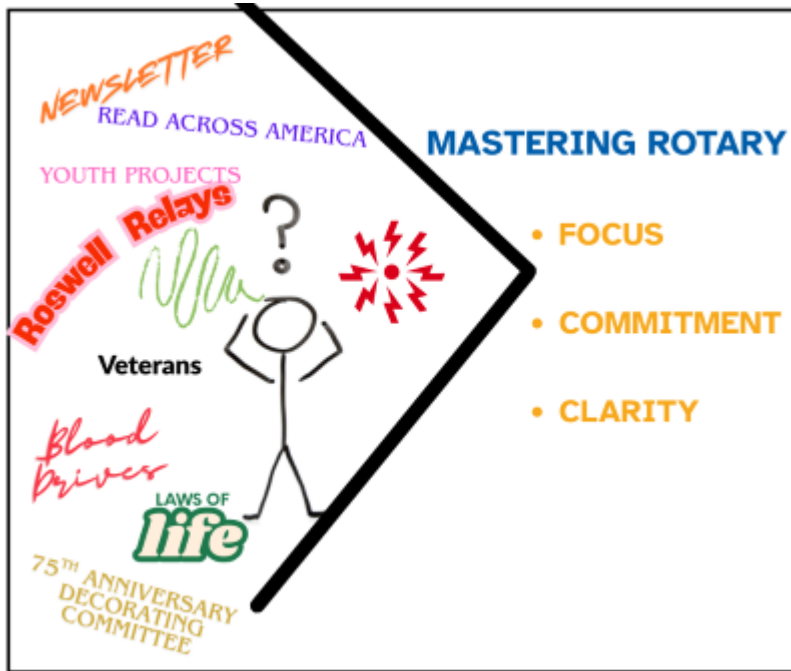 NEWSLETTER
READ ACROSS AMERICA
YOUTH PROJECTS
Roswell Relays
?
Veterans
Blood
Drives
LAWS OF
life
75TH ANNIVERSARY
DECORATING
COMMITTEE
MASTERING ROTARY
• FOCUS
• COMMITMENT
• CLARITY